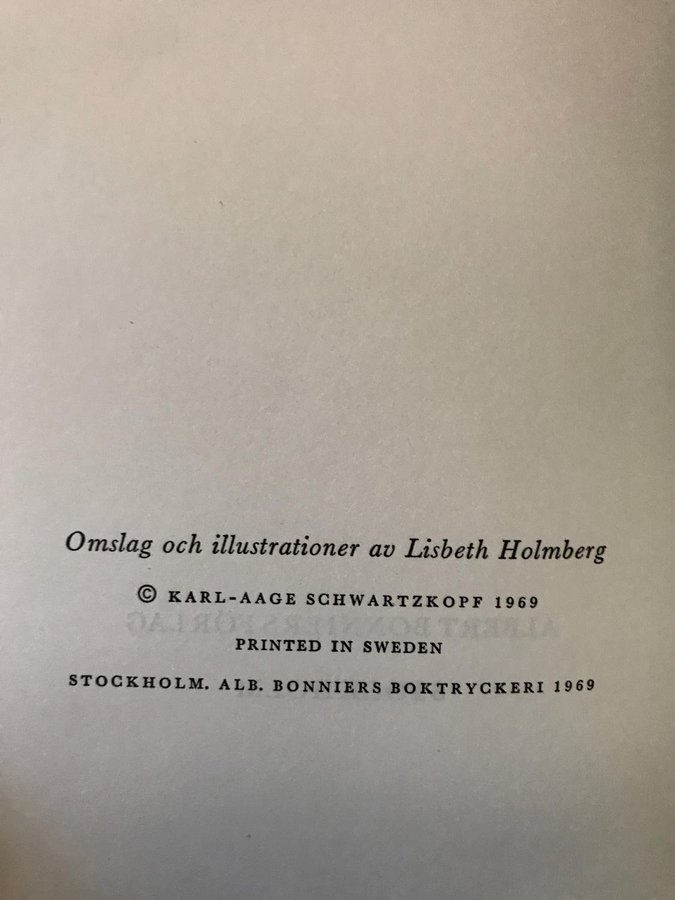 Omslag och illustrationer av Lisbeth Holmberg
© KARL-AAGE SCHWARTZKOPF 1969
PRINTED IN SWEDEN
STOCKHOLM. ALB. BONNIERS BOKTRYCKERI 1969